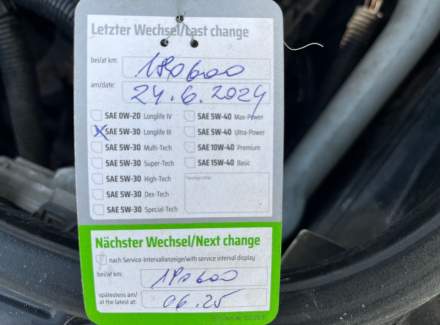 Letzter Wechsel/Last change
bei/at km:
am/date: 24.6.2024
SAE 0W-20 Longlife IV
SAE 5W-40 Max-Power
X SAE 5W-30 Longlife III
SAE 5W-40 Ultra-Power
SAE 5W-30 Multi-Tech
SAE 10W-40 Premium
SAE 5W-30 Super-Tech
SAE 15W-40 Basic
SAE 5W-30 High-Tech
SAE 5W-30 Dex-Tech
SAE 5W-30 Special Tech
Nächster Wechsel/Next change
nach Service-Intervallanzeige/with service interval display
bei/at km:
spätestens am/ 06.25
at the latest at: